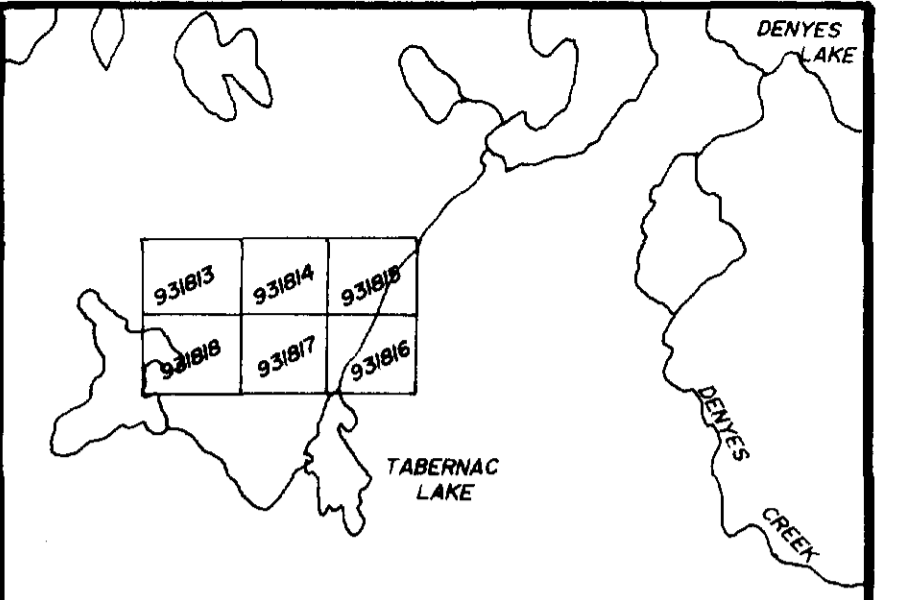 DENYES
LAKE
931813
931814
931815
931818
931817
931816
TABERNAC
LAKE
DENYES
CREEK